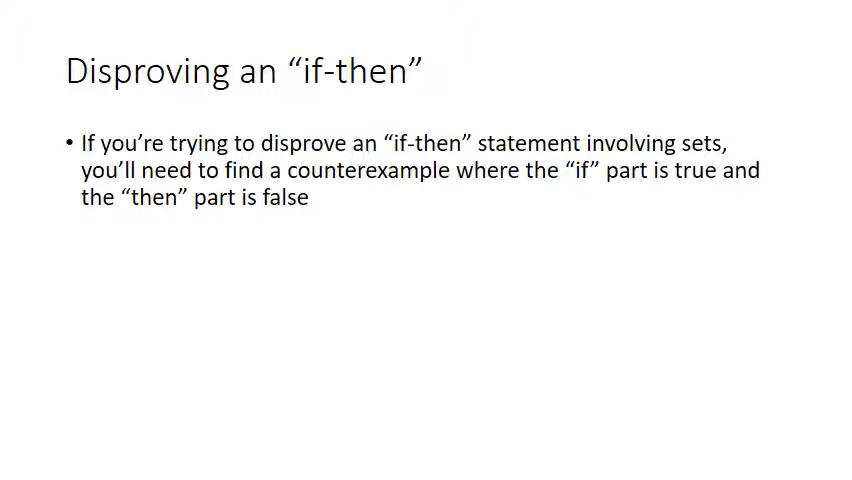 Disproving an “if-then”
• If you’re trying to disprove an “if-then” statement involving sets,
you’ll need to find a counterexample where the “if” part is true and
the “then” part is false